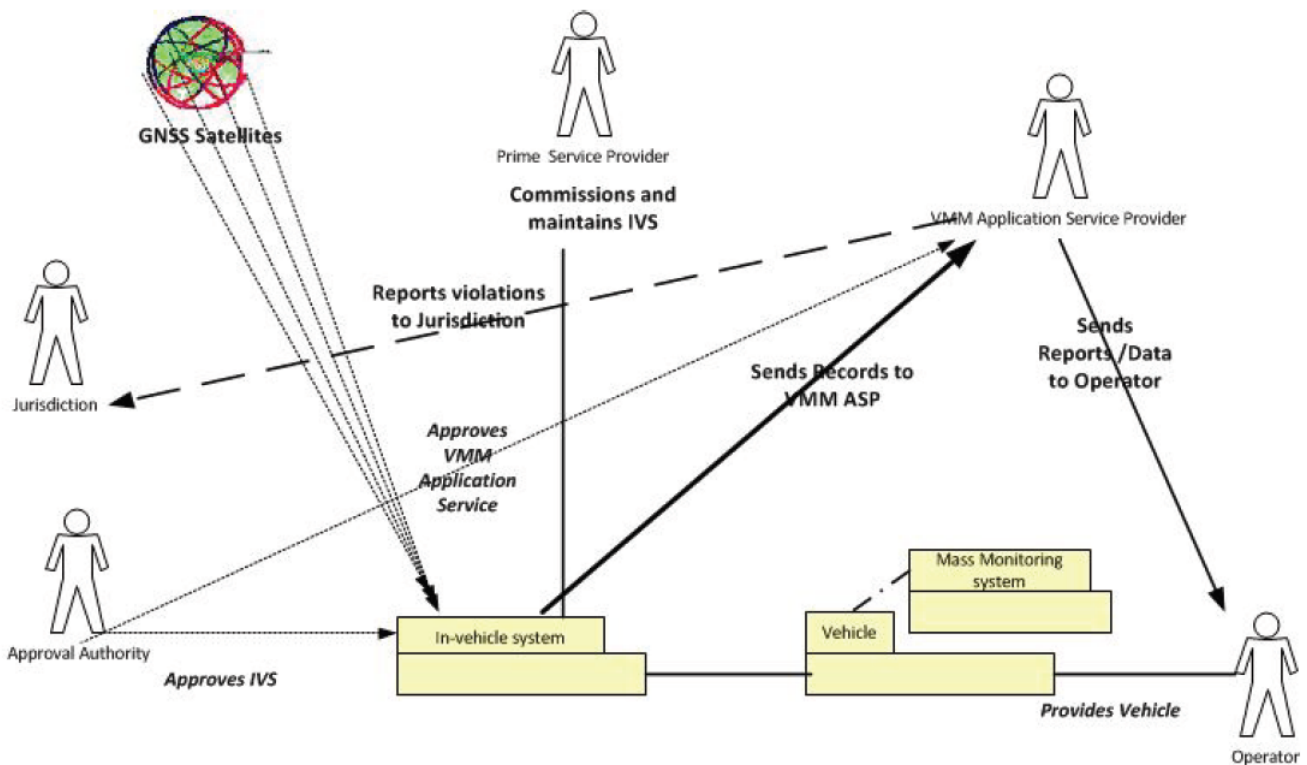 GNSS Satellites
Prime Service Provider
Commissions and
maintains IVS
VMM Application Service Provider
Reports violations
to Jurisdiction
Jurisdiction
Sends
Reports /Data
to Operator
Sends Records to
VMM ASP
Approves
VMM
Application
Service
Mass Monitoring
system
In-vehicle system
Vehicle
Approval Authority
Approves IVS
Provides Vehicle
Operator